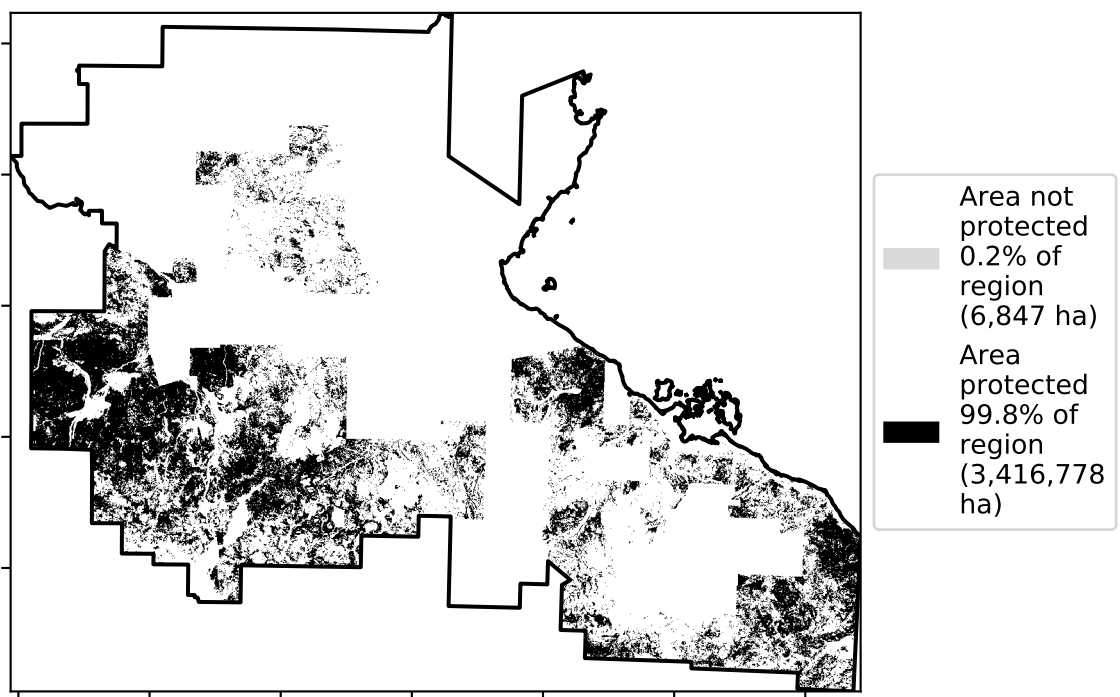 Area not
protected
0.2% of
region
(6,847 ha)
Area
protected
99.8% of
region
(3,416,778
ha)